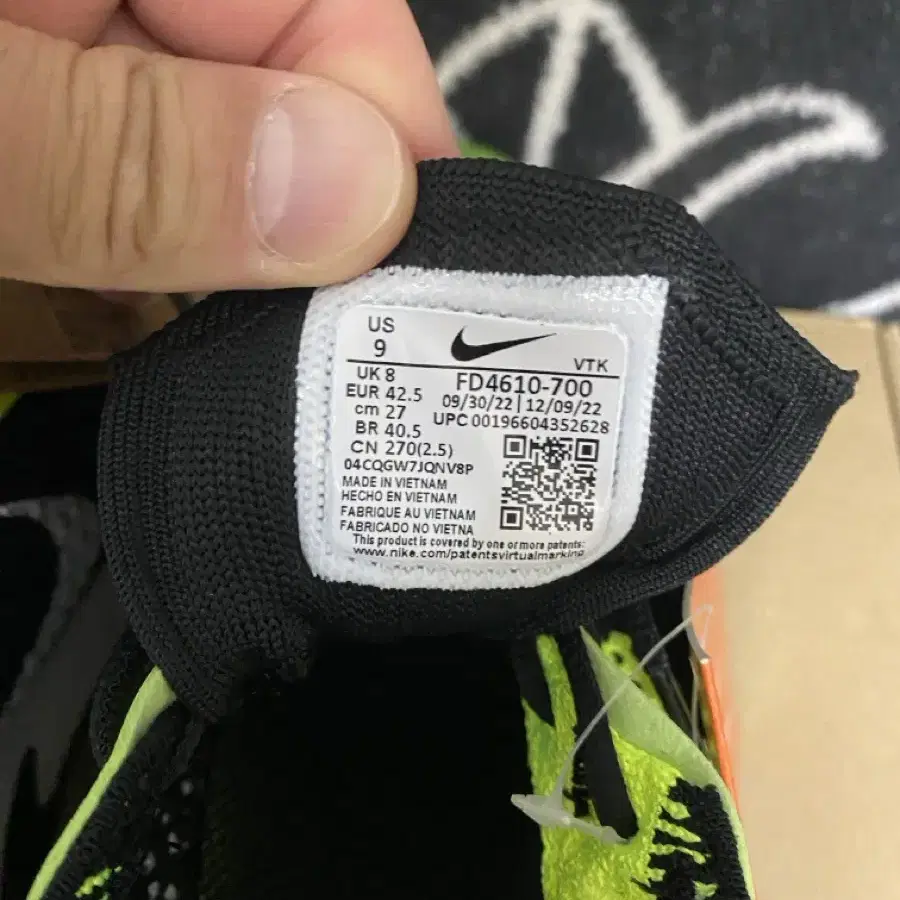 US
9
VTK
UK 8
EUR 42.5
cm 27
BR 40.5
CN 270(2.5)
FD4610-700
09/30/22 | 12/09/22
UPC 00196604352628
04CQGW7JQNV8P
MADE IN VIETNAM
HECHO EN VIETNAM
FABRIQUE AU VIETNAM
FABRICADO NO VIETNA
This product is covered by one or more patents:
www.nike.com/patentsvirtualmarking